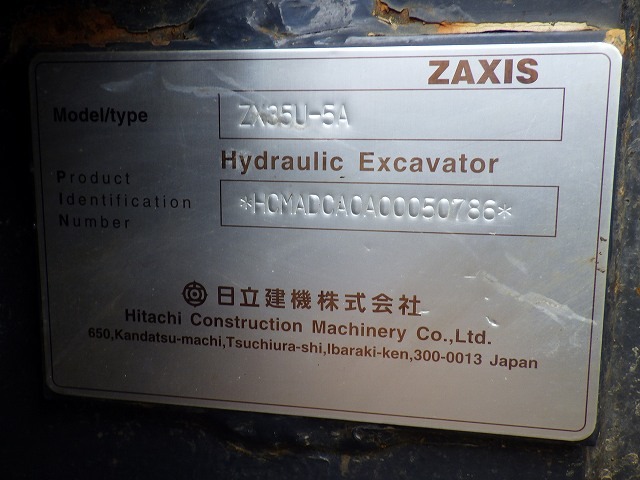 ZAXIS
Model/type
ZX35U-5A
Hydraulic Excavator
Product
Identification
Number
*HCMADCA0A00050786*
日立建機株式会社
Hitachi Construction Machinery Co.,Ltd.
650,Kandatsu-machi,Tsuchiura-shi,Ibaraki-ken,300-0013 Japan